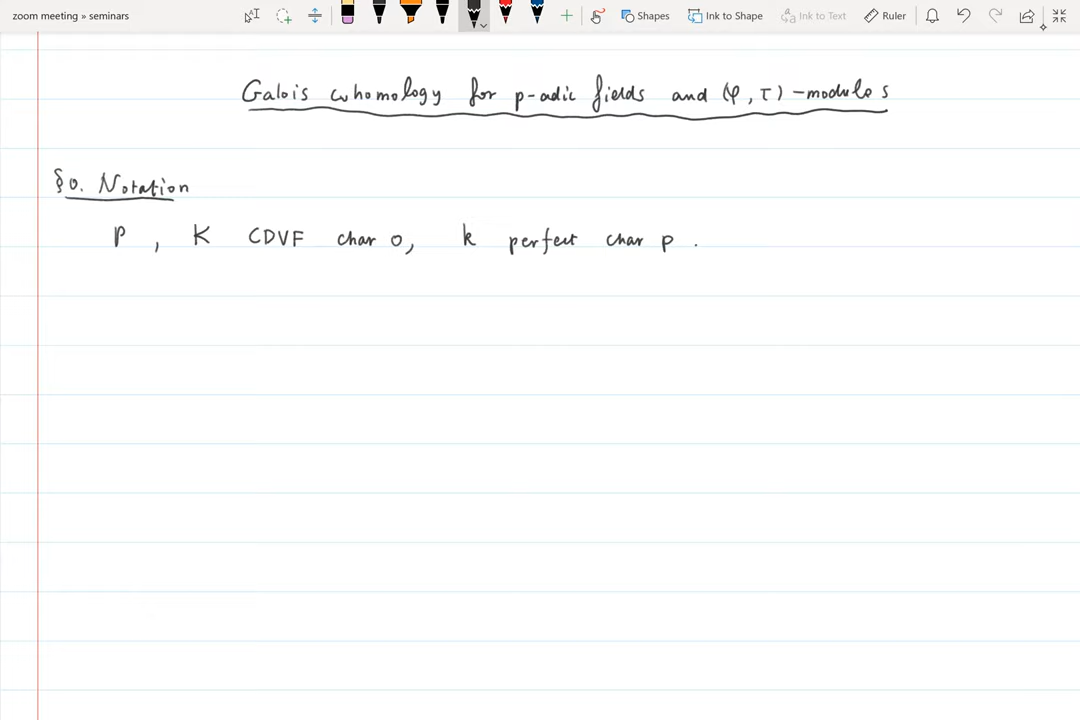 zoom meeting » seminars
Shapes Ink to Shape Ink to Text Ruler
Galois cohomology for p-adic fields and (φ, τ)-modules
§0. Notation
p, K CDVF char 0, k perfect char p.